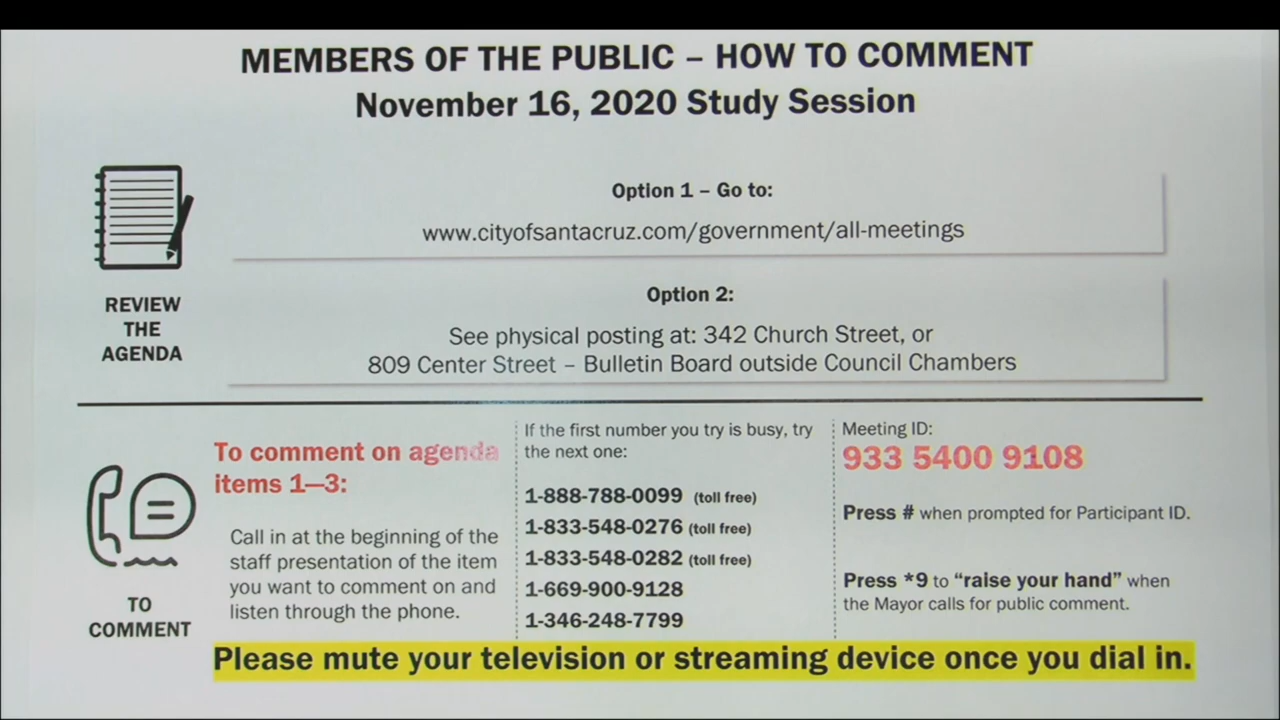 MEMBERS OF THE PUBLIC – HOW TO COMMENT
November 16, 2020 Study Session
REVIEW
THE
AGENDA
Option 1 – Go to:
www.cityofsantacruz.com/government/all-meetings
Option 2:
See physical posting at: 342 Church Street, or
809 Center Street – Bulletin Board outside Council Chambers
TO
COMMENT
To comment on agenda
items 1—3:
Call in at the beginning of the
staff presentation of the item
you want to comment on and
listen through the phone.
If the first number you try is busy, try
the next one:
1-888-788-0099 (toll free)
1-833-548-0276 (toll free)
1-833-548-0282 (toll free)
1-669-900-9128
1-346-248-7799
Meeting ID:
933 5400 9108
Press # when prompted for Participant ID.
Press *9 to “raise your hand” when
the Mayor calls for public comment.
Please mute your television or streaming device once you dial in.